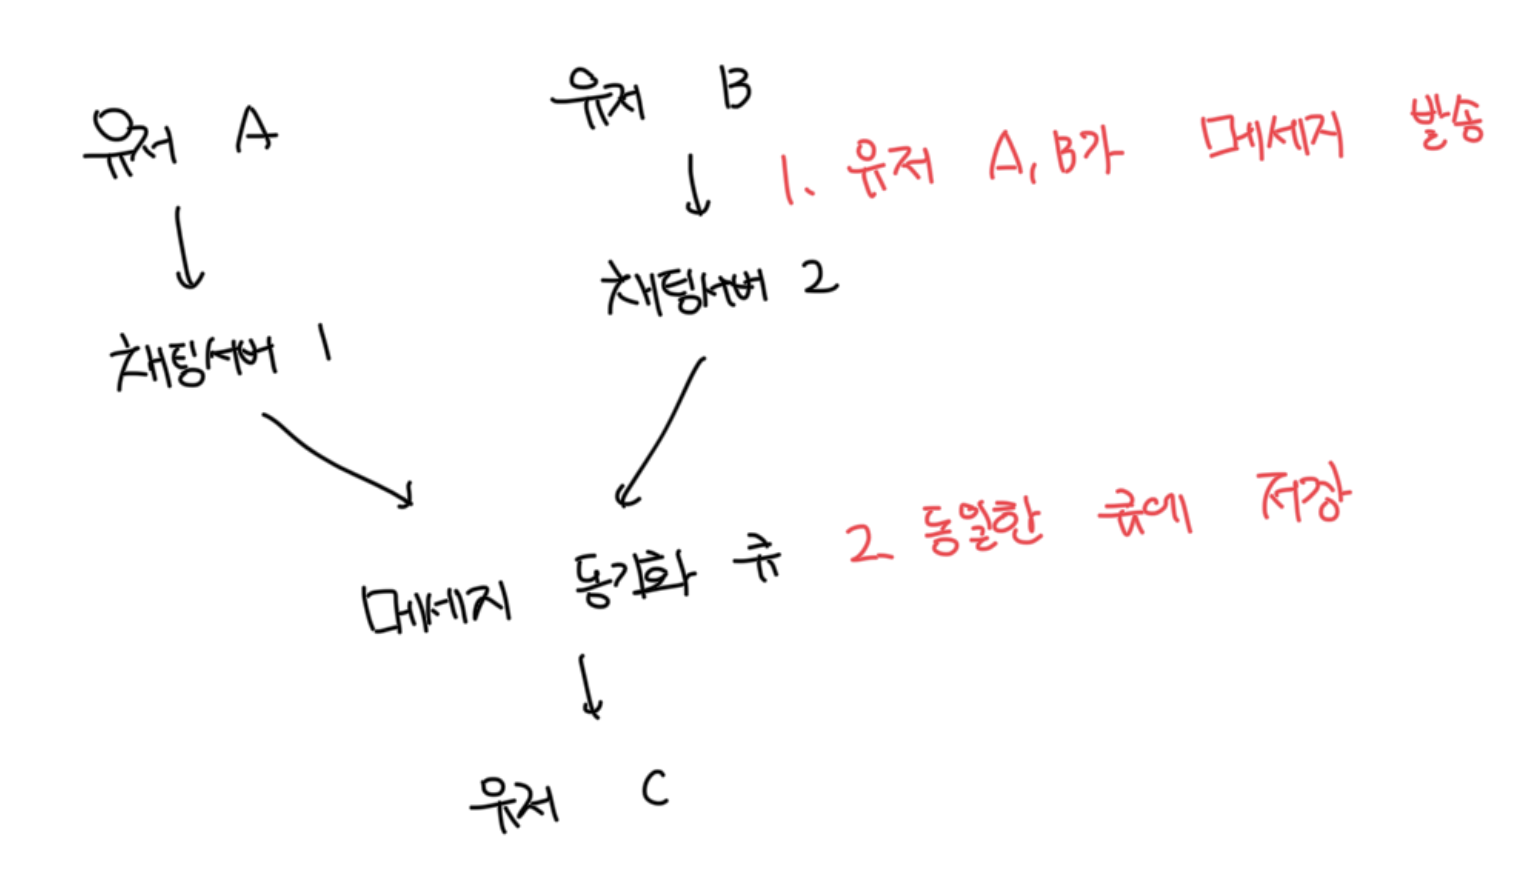 유저 A
유저 B
1. 유저 A, B가 메세지 발송
채팅서버 1
채팅서버 2
메세지 동기화 큐
2. 동일한 큐에 저장
유저 C